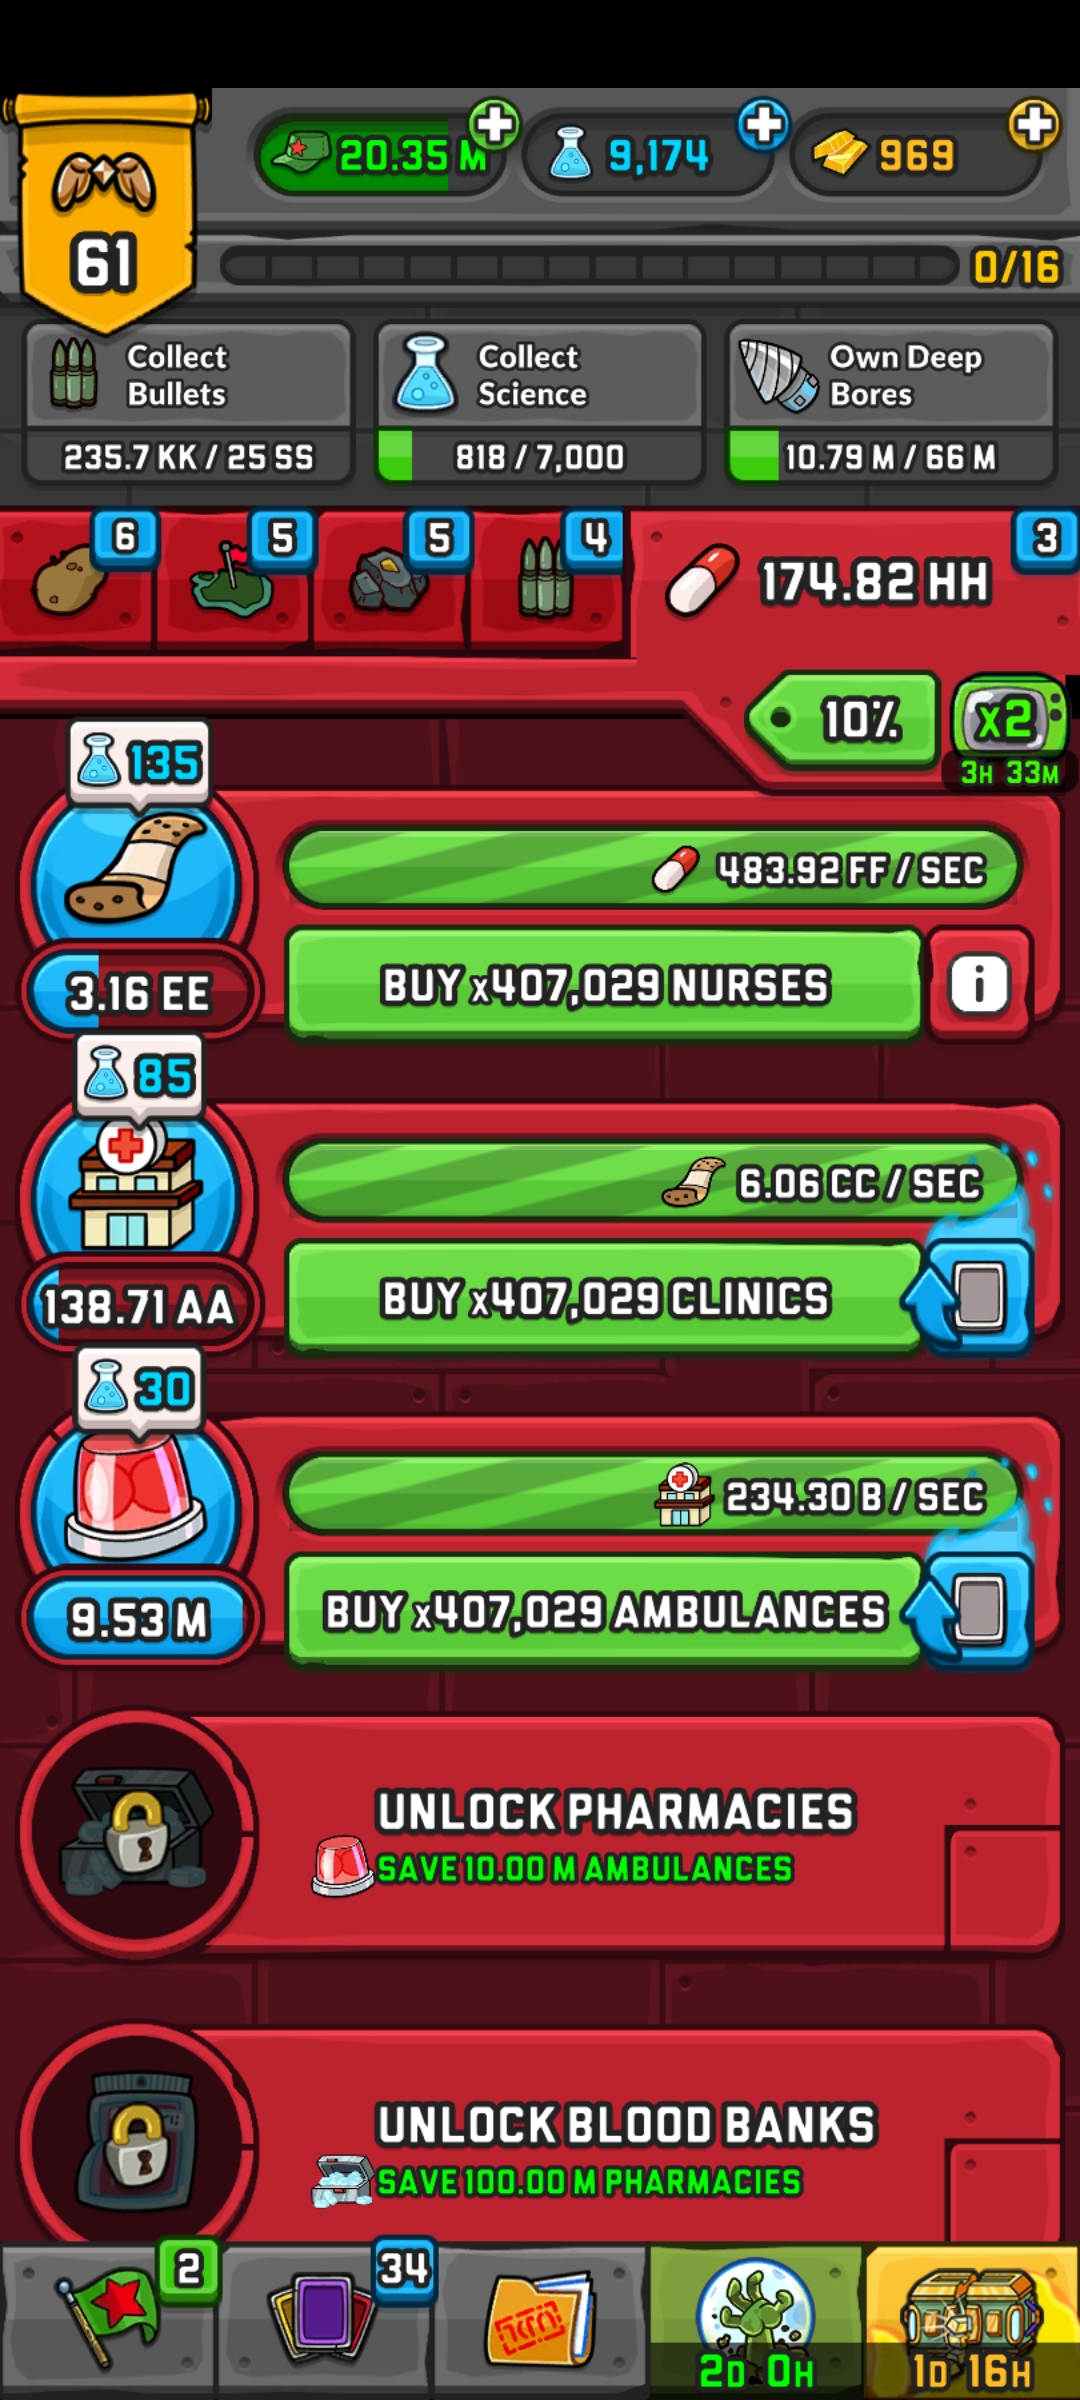 20.35 M
9,174
969
61
0/16
Collect
Bullets
235.7 KK / 25 SS
Collect
Science
818 / 7,000
Own Deep
Bores
10.79 M / 66 M
6
5
5
4
3
174.82 HH
10%
x2
3H 33M
135
483.92 FF / SEC
3.16 EE
BUY x407,029 NURSES
i
85
6.06 CC / SEC
138.71 AA
BUY x407,029 CLINICS
30
234.30 B / SEC
9.53 M
BUY x407,029 AMBULANCES
UNLOCK PHARMACIES
SAVE 10.00 M AMBULANCES
UNLOCK BLOOD BANKS
SAVE 100.00 M PHARMACIES
2
34
2D 0H
1D 16H